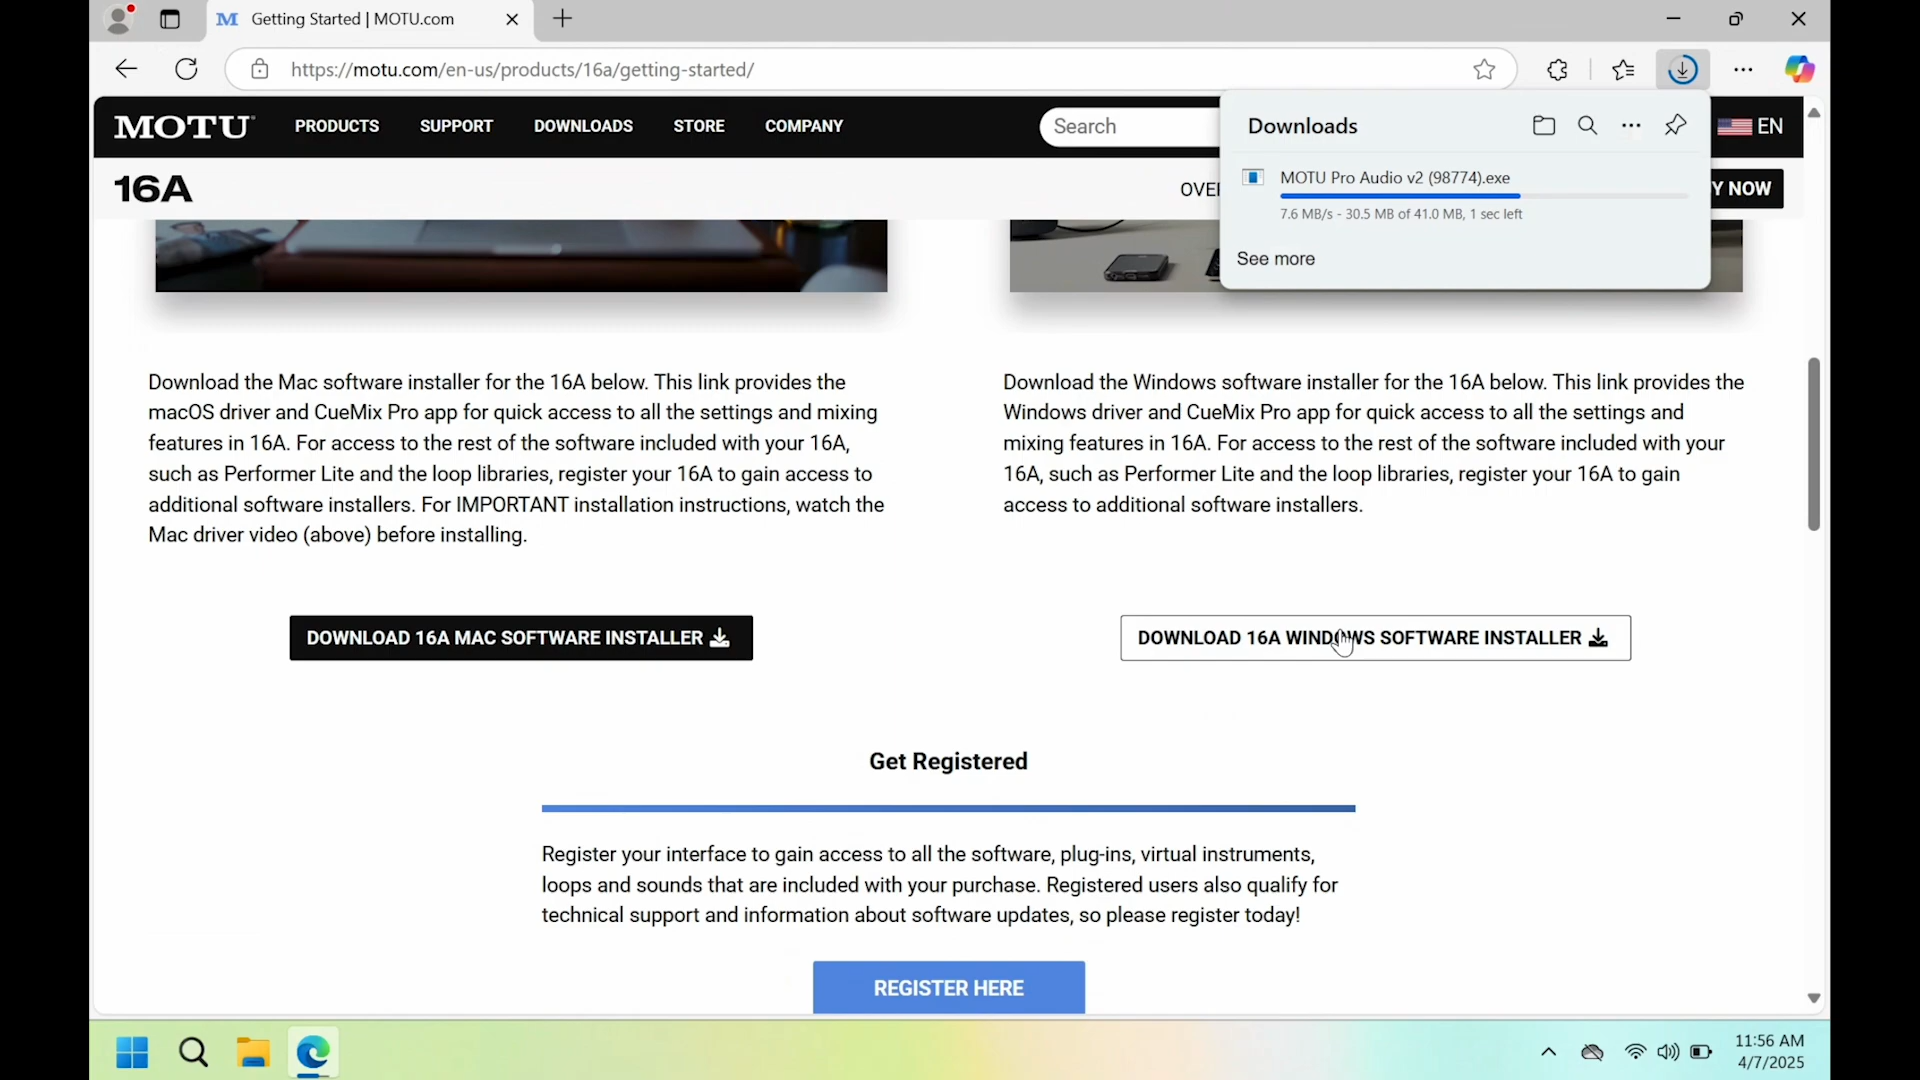 Getting Started | MOTU.com
https://motu.com/en-us/products/16a/getting-started/
MOTU
PRODUCTS
SUPPORT
DOWNLOADS
STORE
COMPANY
Search
EN
Downloads
MOTU Pro Audio v2 (98774).exe
7.6 MB/s - 30.5 MB of 41.0 MB, 1 sec left
See more
16A
OVE
Y NOW
Download the Mac software installer for the 16A below. This link provides the
macOS driver and CueMix Pro app for quick access to all the settings and mixing
features in 16A. For access to the rest of the software included with your 16A,
such as Performer Lite and the loop libraries, register your 16A to gain access to
additional software installers. For IMPORTANT installation instructions, watch the
Mac driver video (above) before installing.
Download the Windows software installer for the 16A below. This link provides the
Windows driver and CueMix Pro app for quick access to all the settings and
mixing features in 16A. For access to the rest of the software included with your
16A, such as Performer Lite and the loop libraries, register your 16A to gain
access to additional software installers.
DOWNLOAD 16A MAC SOFTWARE INSTALLER
DOWNLOAD 16A WINDOWS SOFTWARE INSTALLER
Get Registered
Register your interface to gain access to all the software, plug-ins, virtual instruments,
loops and sounds that are included with your purchase. Registered users also qualify for
technical support and information about software updates, so please register today!
REGISTER HERE
11:56 AM
4/7/2025